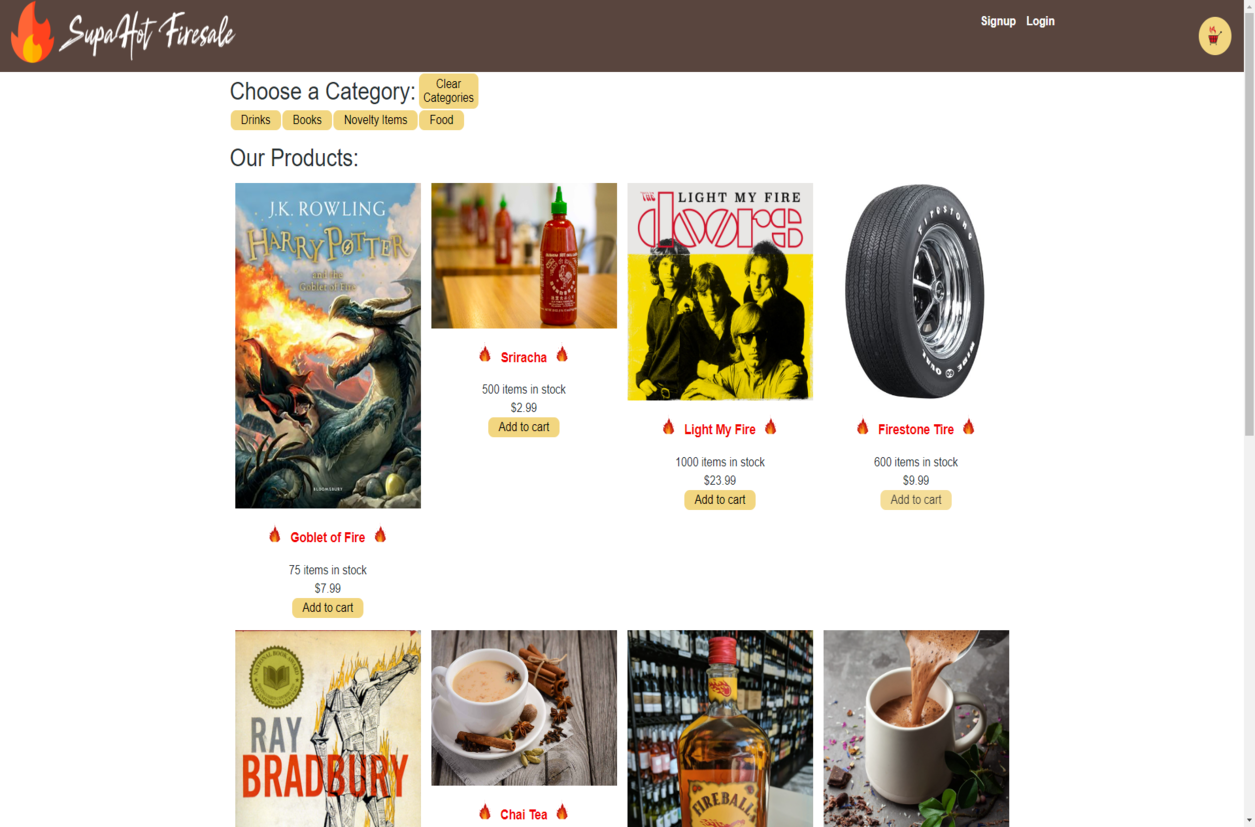 SupaHot Firesale
Signup Login
Choose a Category:
Clear
Categories
Drinks Books Novelty Items Food
Our Products:
J.K. ROWLING
HARRY POTTER
and the
Goblet of Fire
BLOOMSBURY
Goblet of Fire
75 items in stock
$7.99
Add to cart
Sriracha
500 items in stock
$2.99
Add to cart
THE LIGHT MY FIRE
doors
Light My Fire
1000 items in stock
$23.99
Add to cart
FIRESTONE
WIDE OVAL
Firestone Tire
600 items in stock
$9.99
Add to cart
RAY
BRADBURY
Chai Tea
FIREBALL